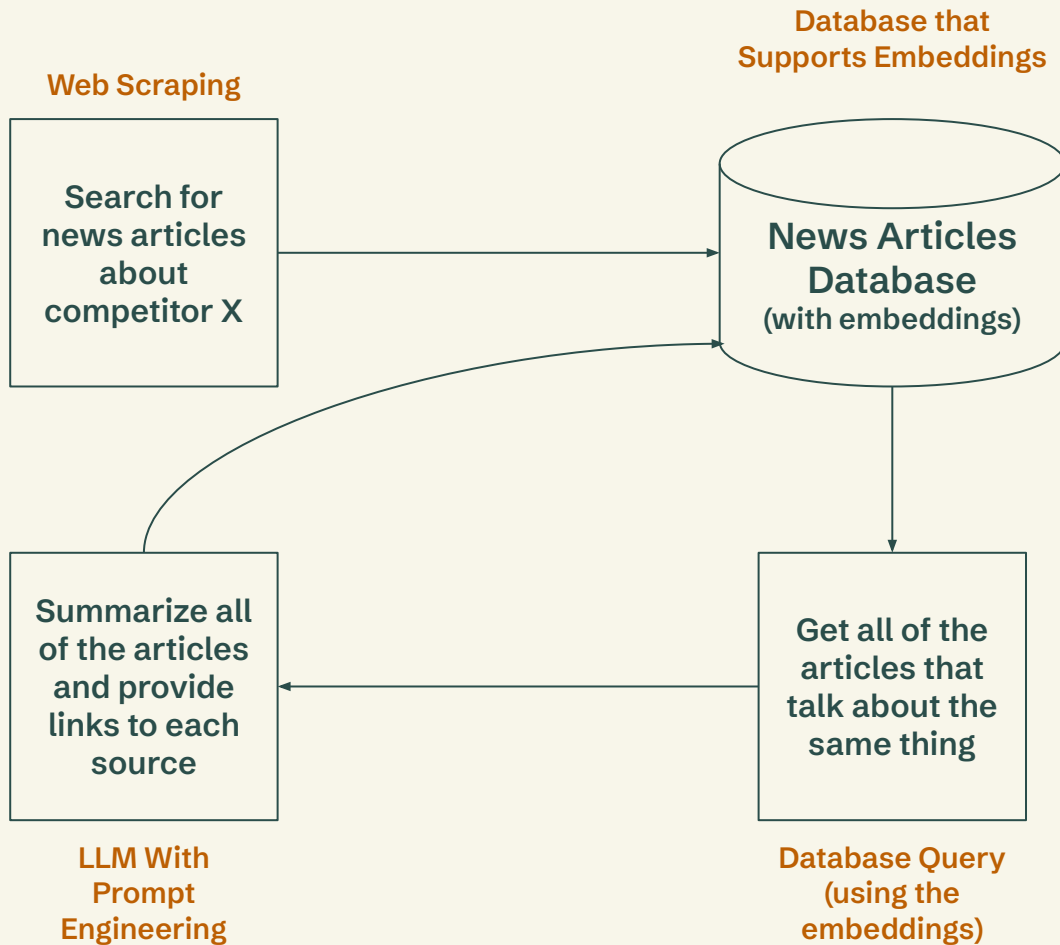 Database that
Supports Embeddings
Web Scraping
Search for
news articles
about
competitor X
News Articles
Database
(with embeddings)
Summarize all
of the articles
and provide
links to each
source
Get all of the
articles that
talk about the
same thing
LLM With
Prompt
Engineering
Database Query
(using the
embeddings)